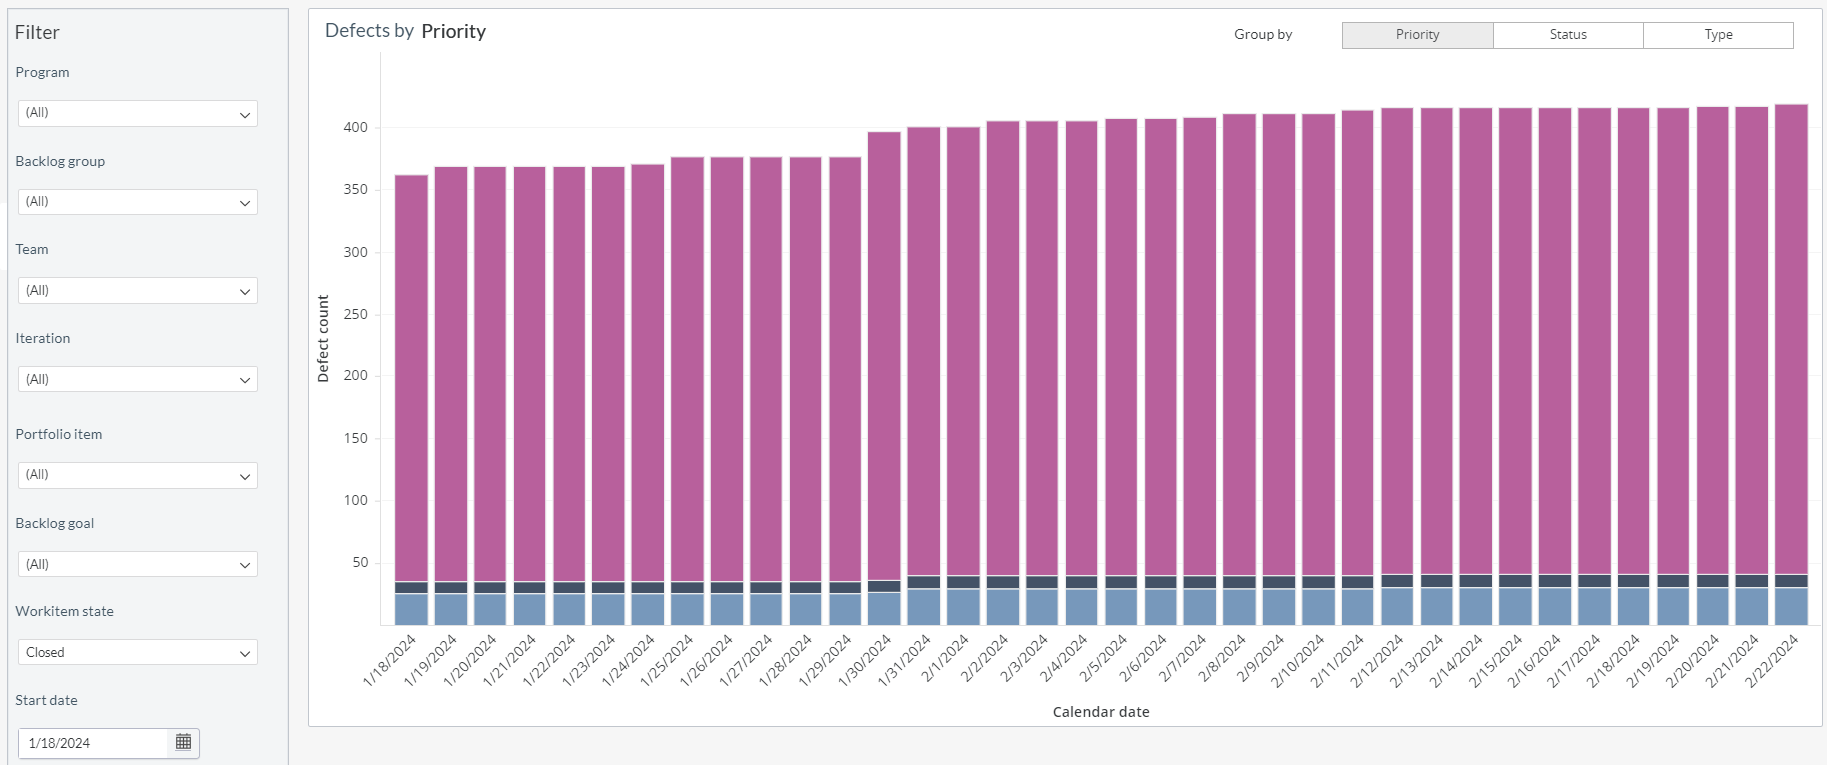 Filter
Program
(All)
Backlog group
(All)
Team
(All)
Iteration
(All)
Portfolio item
(All)
Backlog goal
(All)
Workitem state
Closed
Start date
1/18/2024
Defects by Priority
Group by Priority Status Type
400
350
300
250
200
150
100
50
Defect count
1/18/2024
1/19/2024
1/20/2024
1/21/2024
1/22/2024
1/23/2024
1/24/2024
1/25/2024
1/26/2024
1/27/2024
1/28/2024
1/29/2024
1/30/2024
1/31/2024
2/1/2024
2/2/2024
2/3/2024
2/4/2024
2/5/2024
2/6/2024
2/7/2024
2/8/2024
2/9/2024
2/10/2024
2/11/2024
2/12/2024
2/13/2024
2/14/2024
2/15/2024
2/16/2024
2/17/2024
2/18/2024
2/19/2024
2/20/2024
2/21/2024
2/22/2024
Calendar date